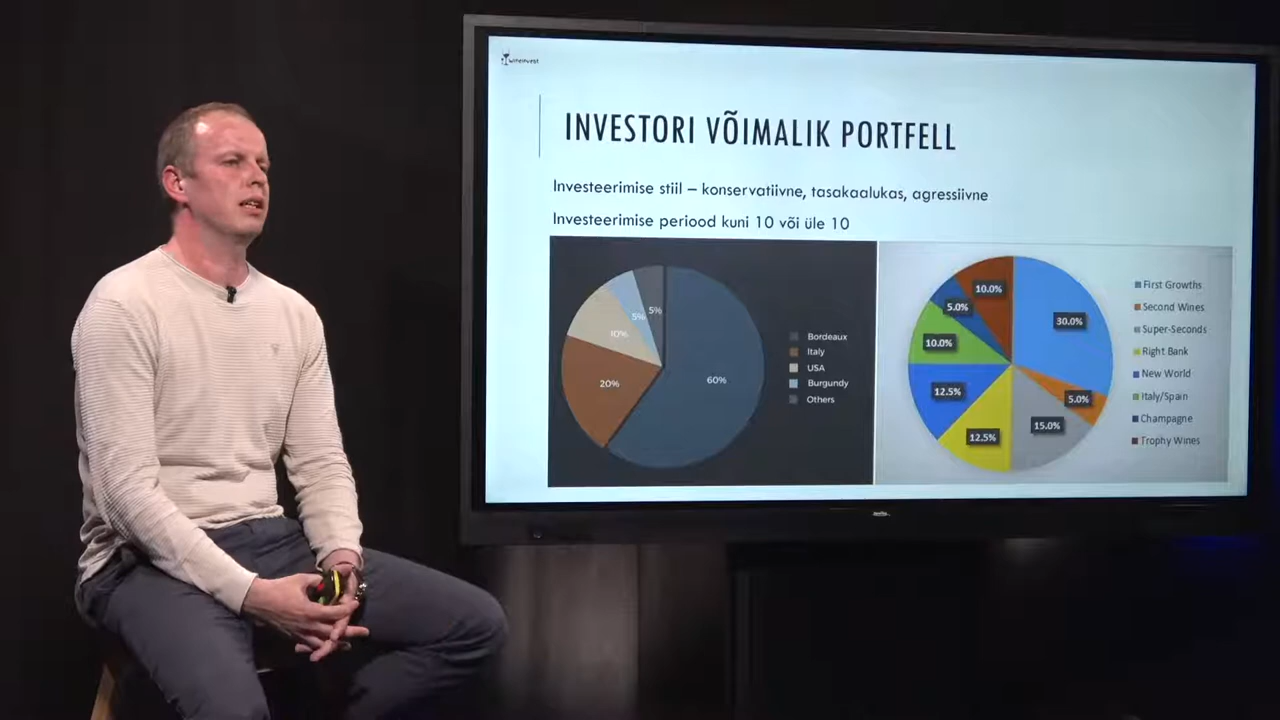 wineinvest
INVESTORI VÕIMALIK PORTFELL
Investeerimise stiil – konservatiivne, tasakaalukas, agressiivne
Investeerimise periood kuni 10 või üle 10
5%
5%
10%
20%
60%
Bordeaux
Italy
USA
Burgundy
Others
10.0%
5.0%
30.0%
10.0%
12.5%
5.0%
15.0%
12.5%
First Growths
Second Wines
Super-Seconds
Right Bank
New World
Italy/Spain
Champagne
Trophy Wines